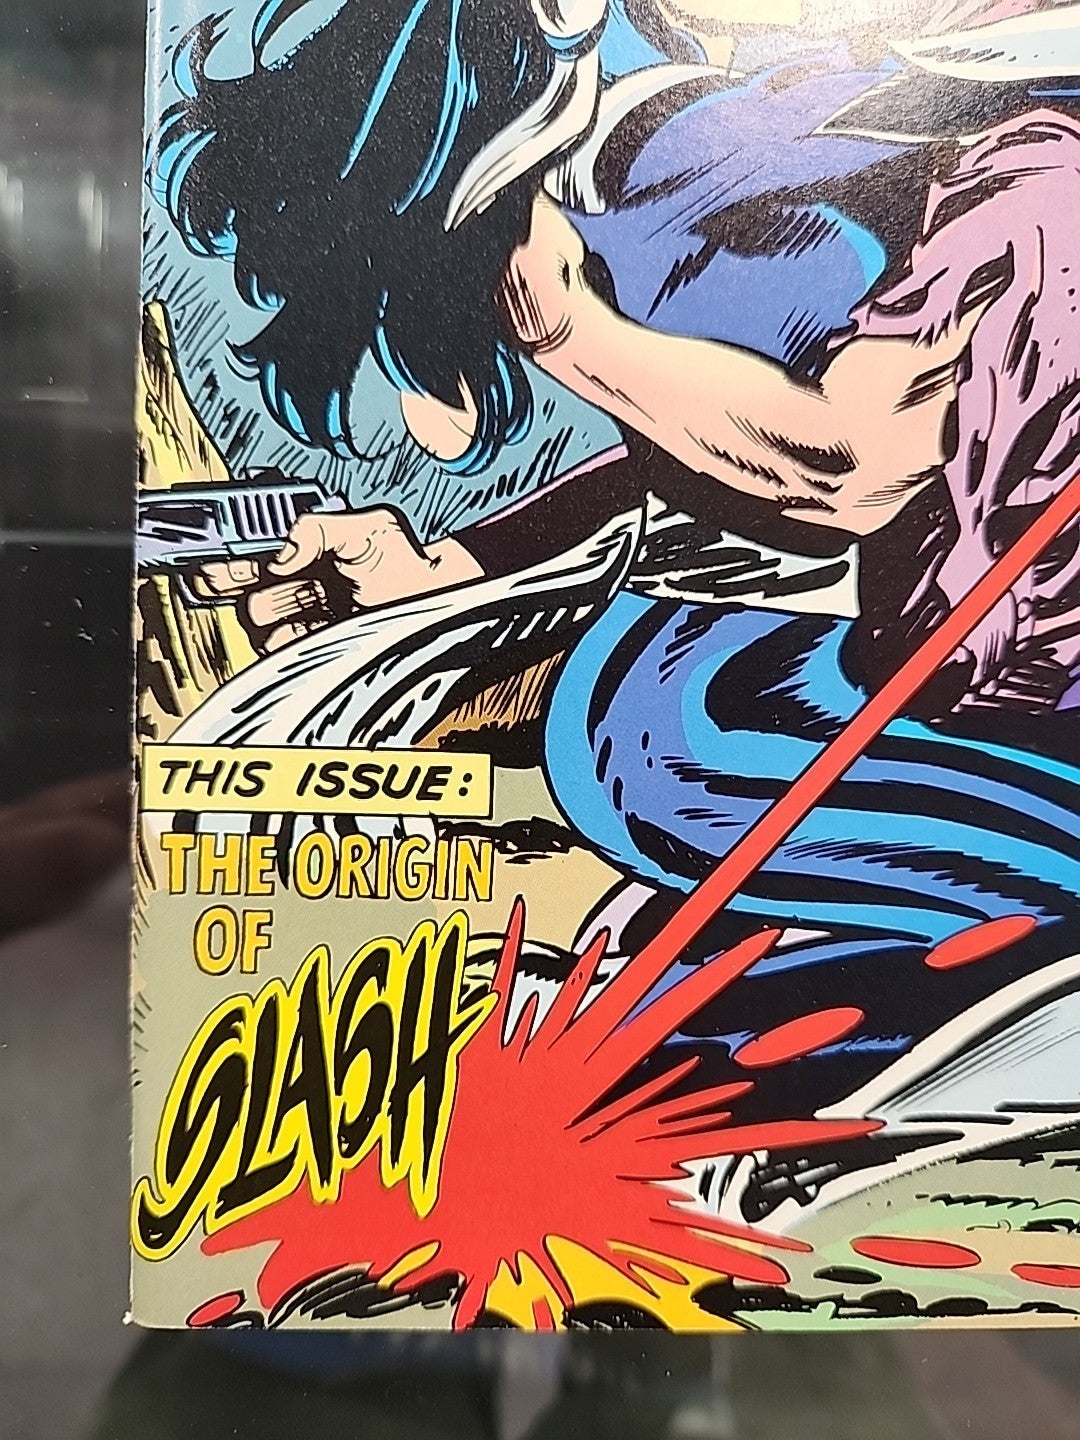 THIS ISSUE:
THE ORIGIN
OF
SLASH